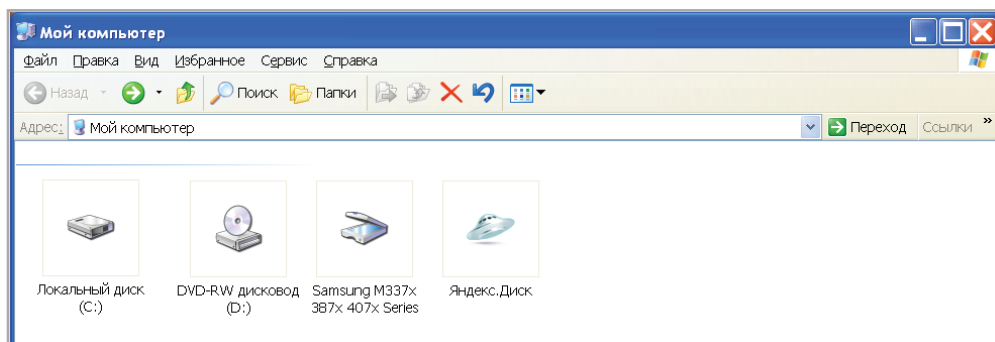 Мой компьютер
Файл Правка Вид Избранное Сервис Справка
Назад Поиск Папки
Адрес: Мой компьютер Переход Ссылки »
Локальный диск (C:)
DVD-RW дисковод (D:)
Samsung M337x 387x 407x Series
Яндекс.Диск